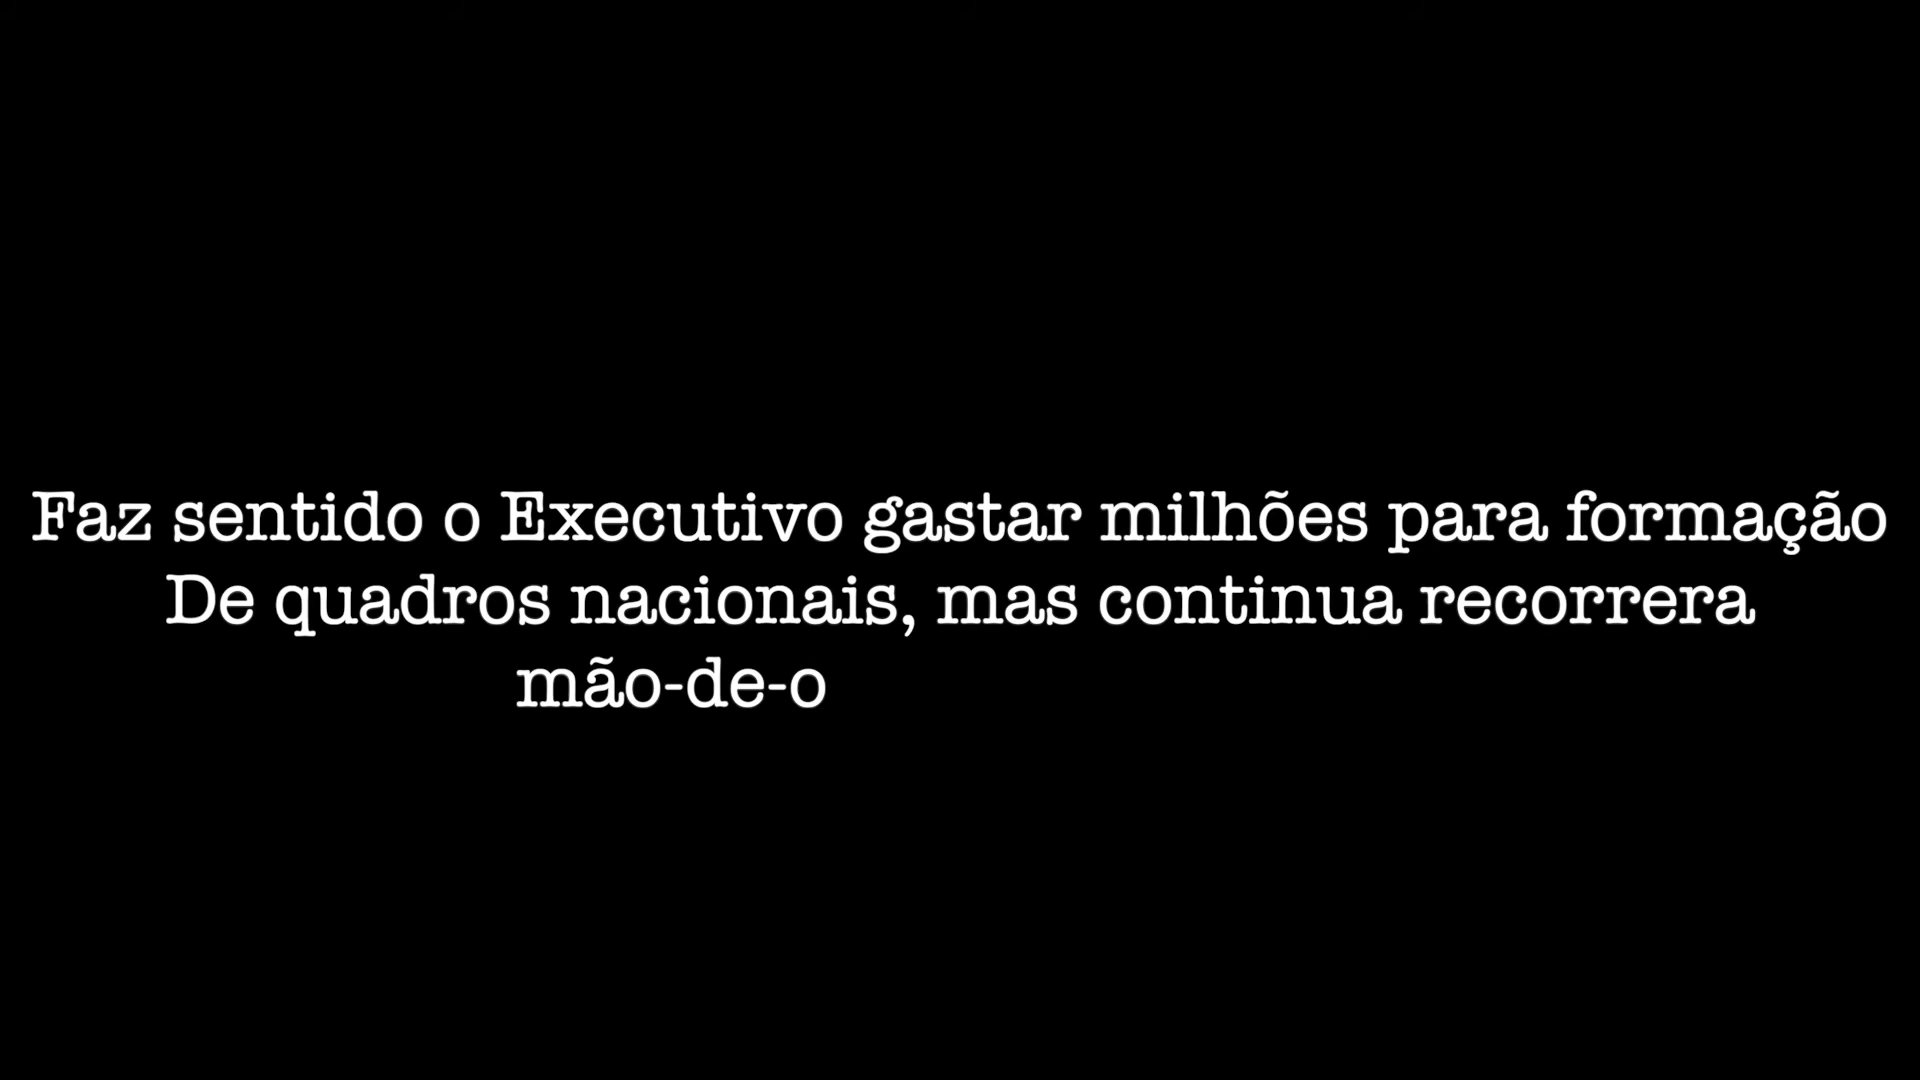 Faz sentido o Executivo gastar milhões para formação
De quadros nacionais, mas continua recorrera
mão-de-o